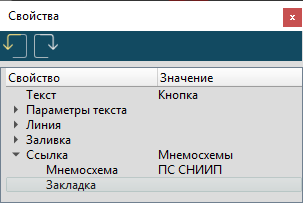 Свойства
Свойство Значение
Текст Кнопка
Параметры текста
Линия
Заливка
Ссылка Мнемосхемы
Мнемосхема ПС СНИИП
Закладка